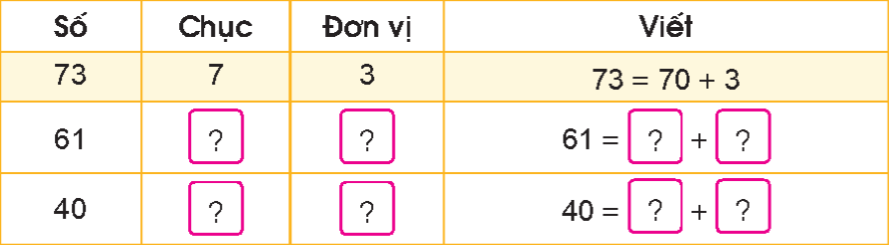 Số Chục Đơn vị Viết
73 7 3 73 = 70 + 3
61 ? ? 61 = ? + ?
40 ? ? 40 = ? + ?